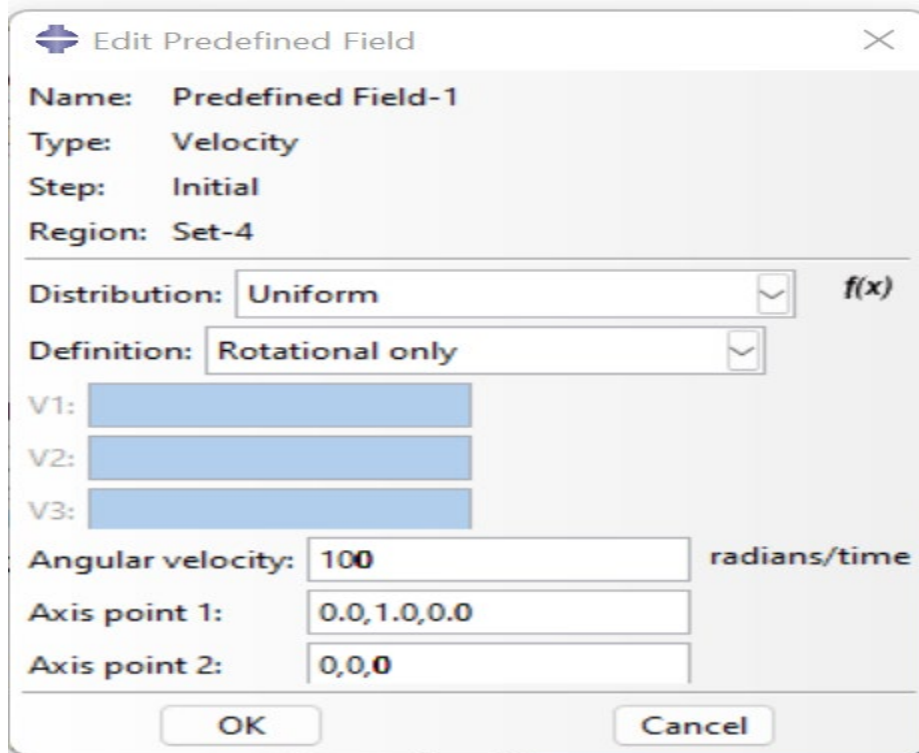 Edit Predefined Field
Name: Predefined Field-1
Type: Velocity
Step: Initial
Region: Set-4
Distribution: Uniform f(x)
Definition: Rotational only
V1:
V2:
V3:
Angular velocity: 100 radians/time
Axis point 1: 0.0,1.0,0.0
Axis point 2: 0,0,0
OK Cancel